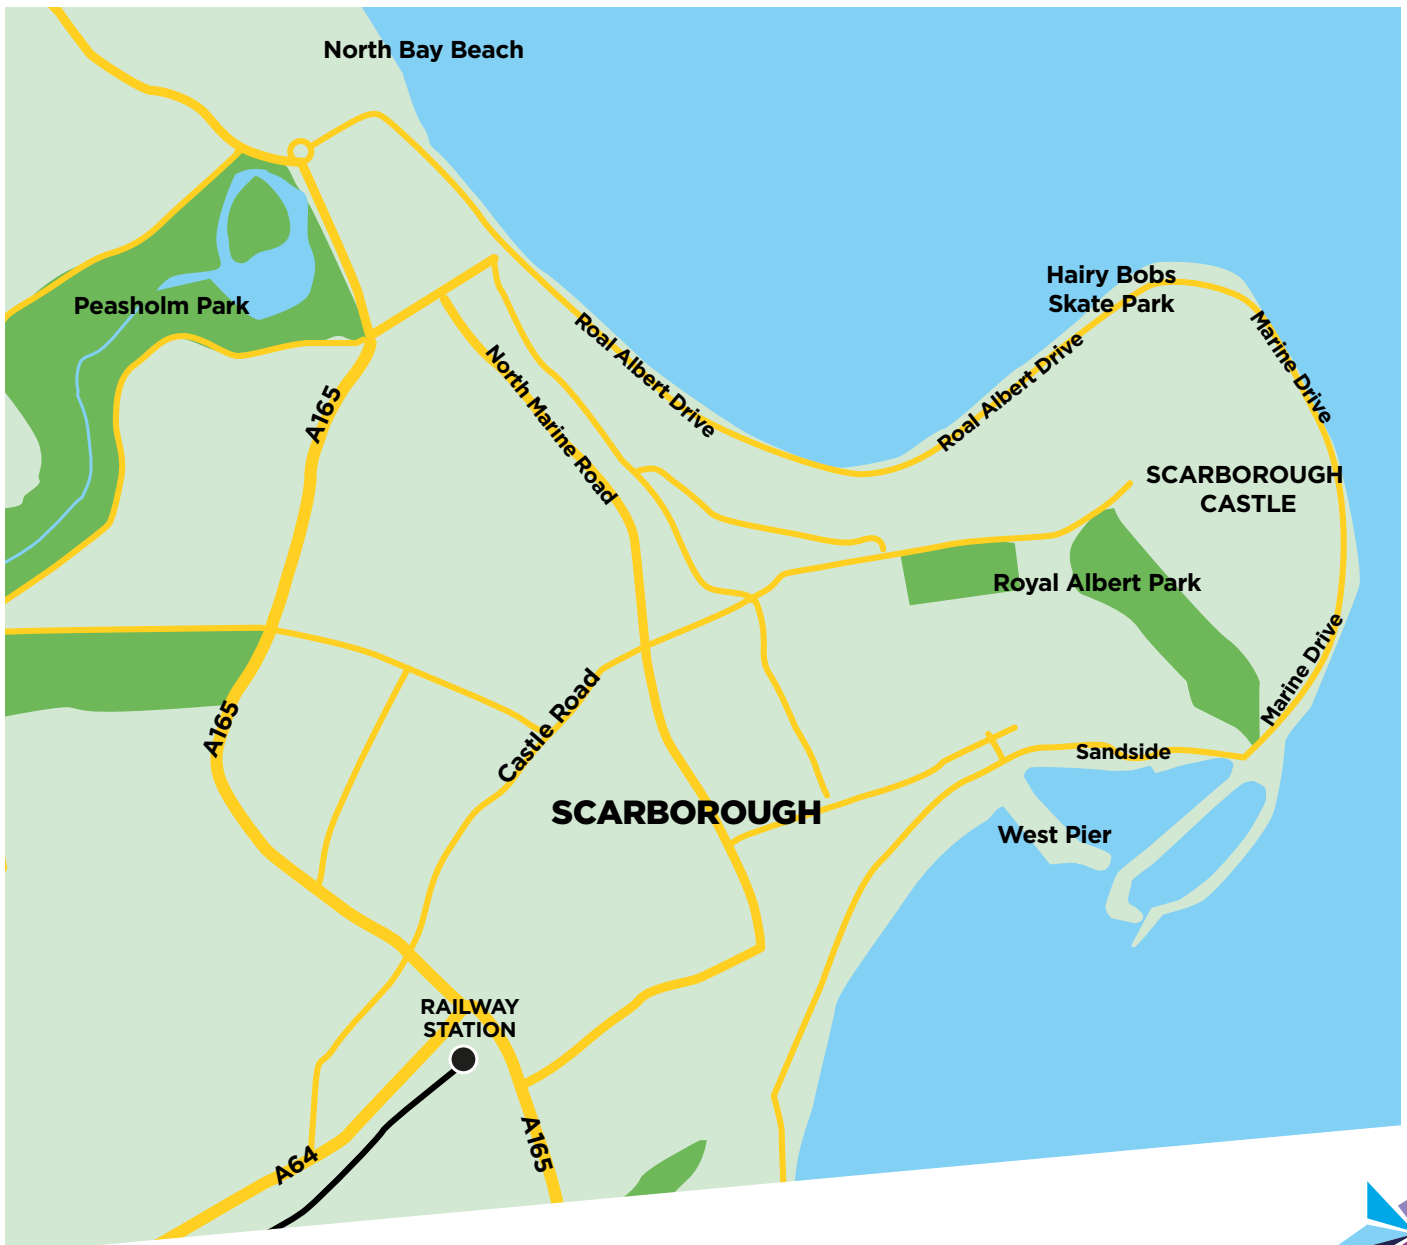 North Bay Beach
Hairy Bobs
Skate Park
Peasholm Park
Roal Albert Drive
Roal Albert Drive
Marine Drive
North Marine Road
A165
SCARBOROUGH
CASTLE
Royal Albert Park
Marine Drive
A165
Castle Road
Sandside
SCARBOROUGH
West Pier
RAILWAY
STATION
A165
A64